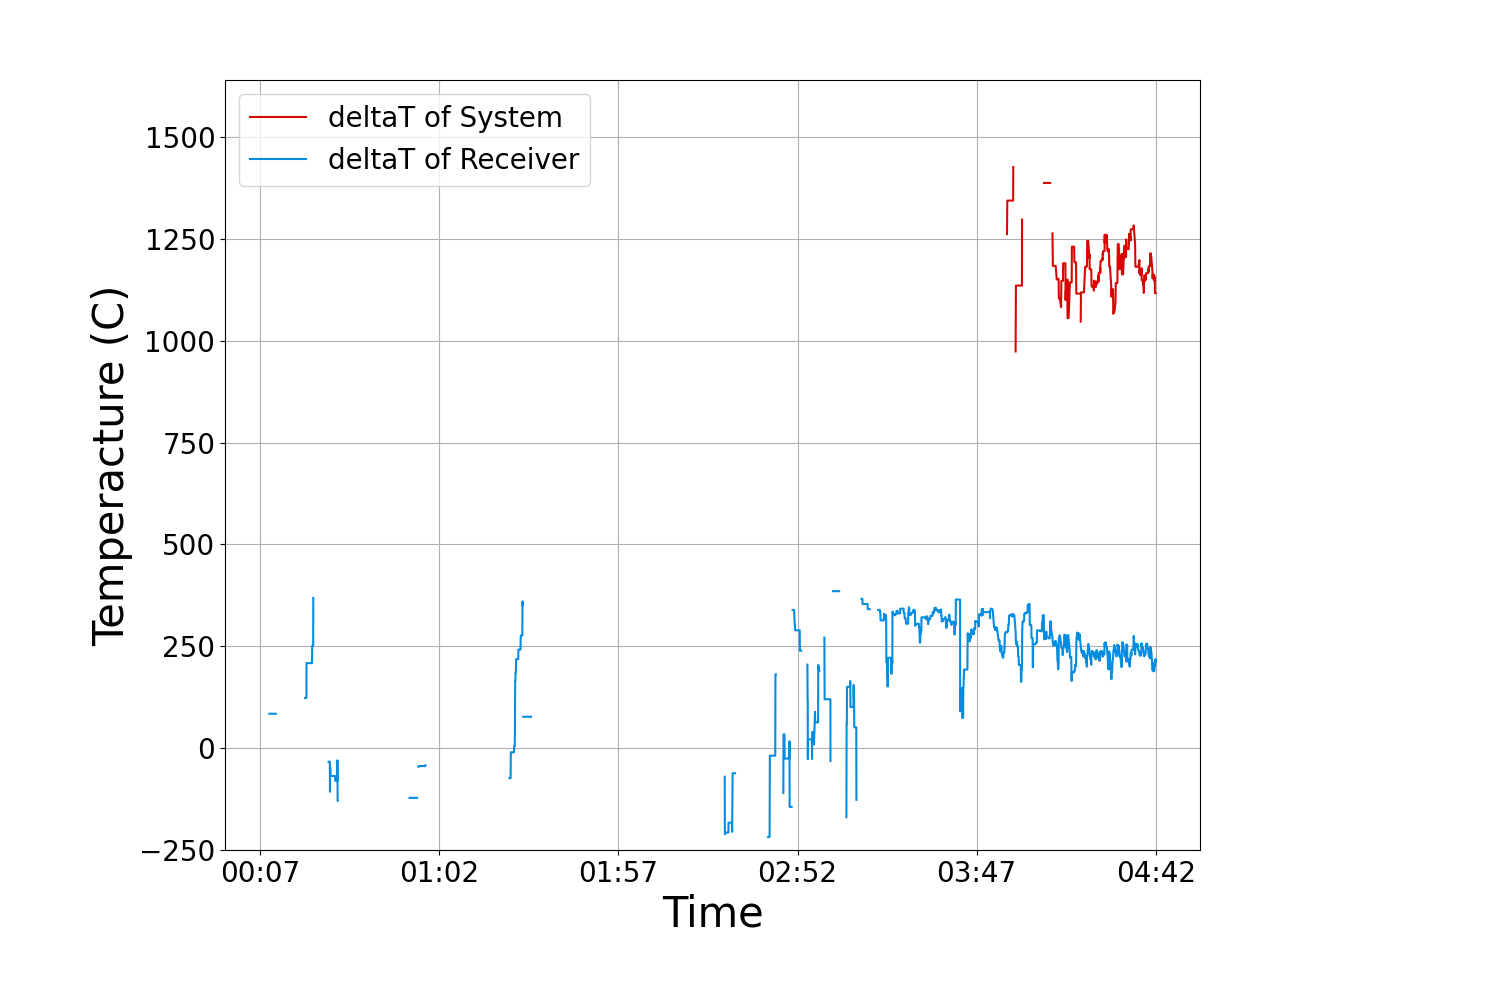 deltaT of System
deltaT of Receiver
1500
1250
1000
750
500
250
0
−250
Temperacture (C)
00:07 01:02 01:57 02:52 03:47 04:42
Time